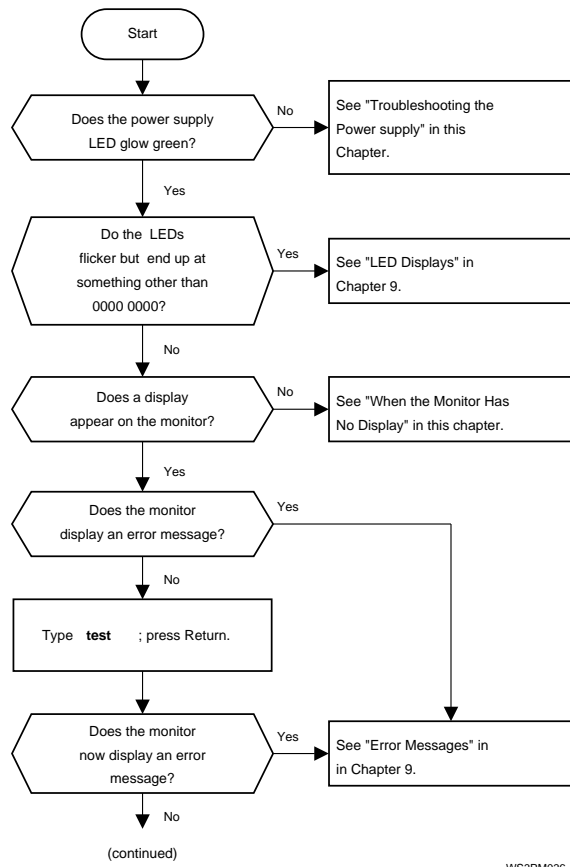 Start
Does the power supply
LED glow green?
No
See "Troubleshooting the
Power supply" in this
Chapter.
Yes
Do the LEDs
flicker but end up at
something other than
0000 0000?
Yes
See "LED Displays" in
Chapter 9.
No
Does a display
appear on the monitor?
No
See "When the Monitor Has
No Display" in this chapter.
Yes
Does the monitor
display an error message?
Yes
No
Type test ; press Return.
Does the monitor
now display an error
message?
Yes
See "Error Messages" in
in Chapter 9.
No
(continued)